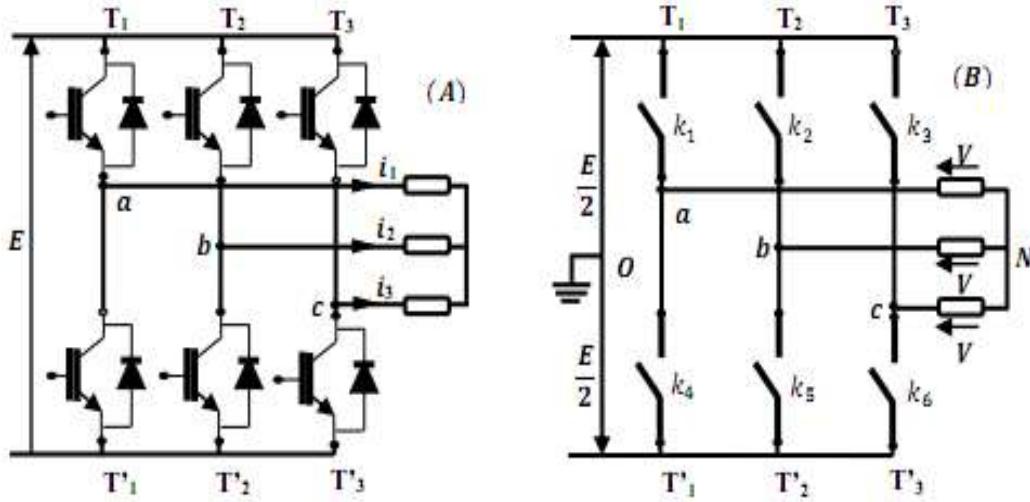 T₁ T₂ T₃
(A)
E
i₁
a
i₂
b
i₃
c
T'₁ T'₂ T'₃
T₁ T₂ T₃
(B)
k₁ k₂ k₃
V
E/2
a
b
N
O
V
c
V
E/2
k₄ k₅ k₆
T'₁ T'₂ T'₃